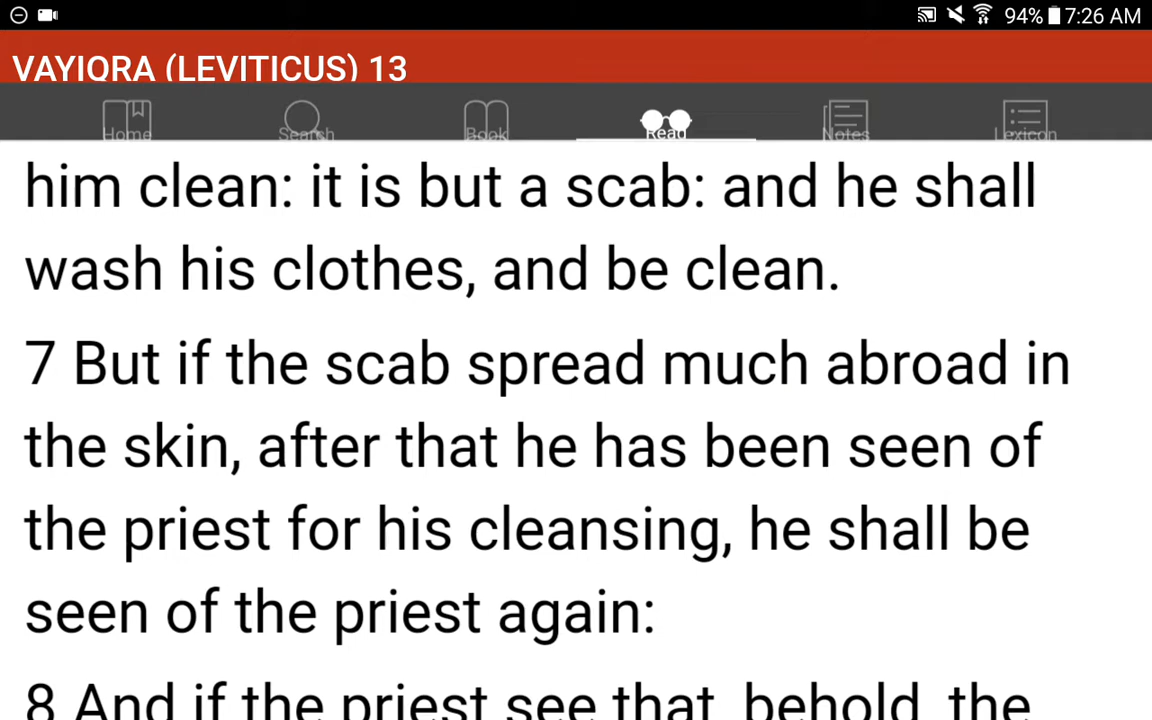 94% 7:26 AM
VAYIQRA (LEVITICUS) 13
Home Search Book Read Notes Lexicon
him clean: it is but a scab: and he shall
wash his clothes, and be clean.
7 But if the scab spread much abroad in
the skin, after that he has been seen of
the priest for his cleansing, he shall be
seen of the priest again:
8 And if the priest see that, behold, the